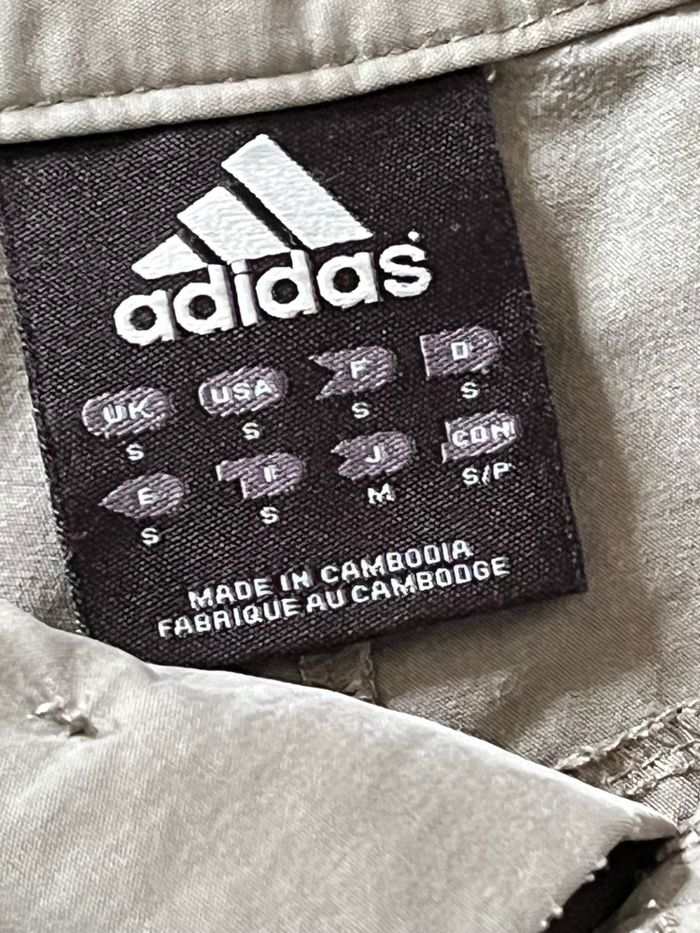 adidas
UK USA F D
S S S S
E I J CDN
S S M S/P
MADE IN CAMBODIA
FABRIQUE AU CAMBODGE